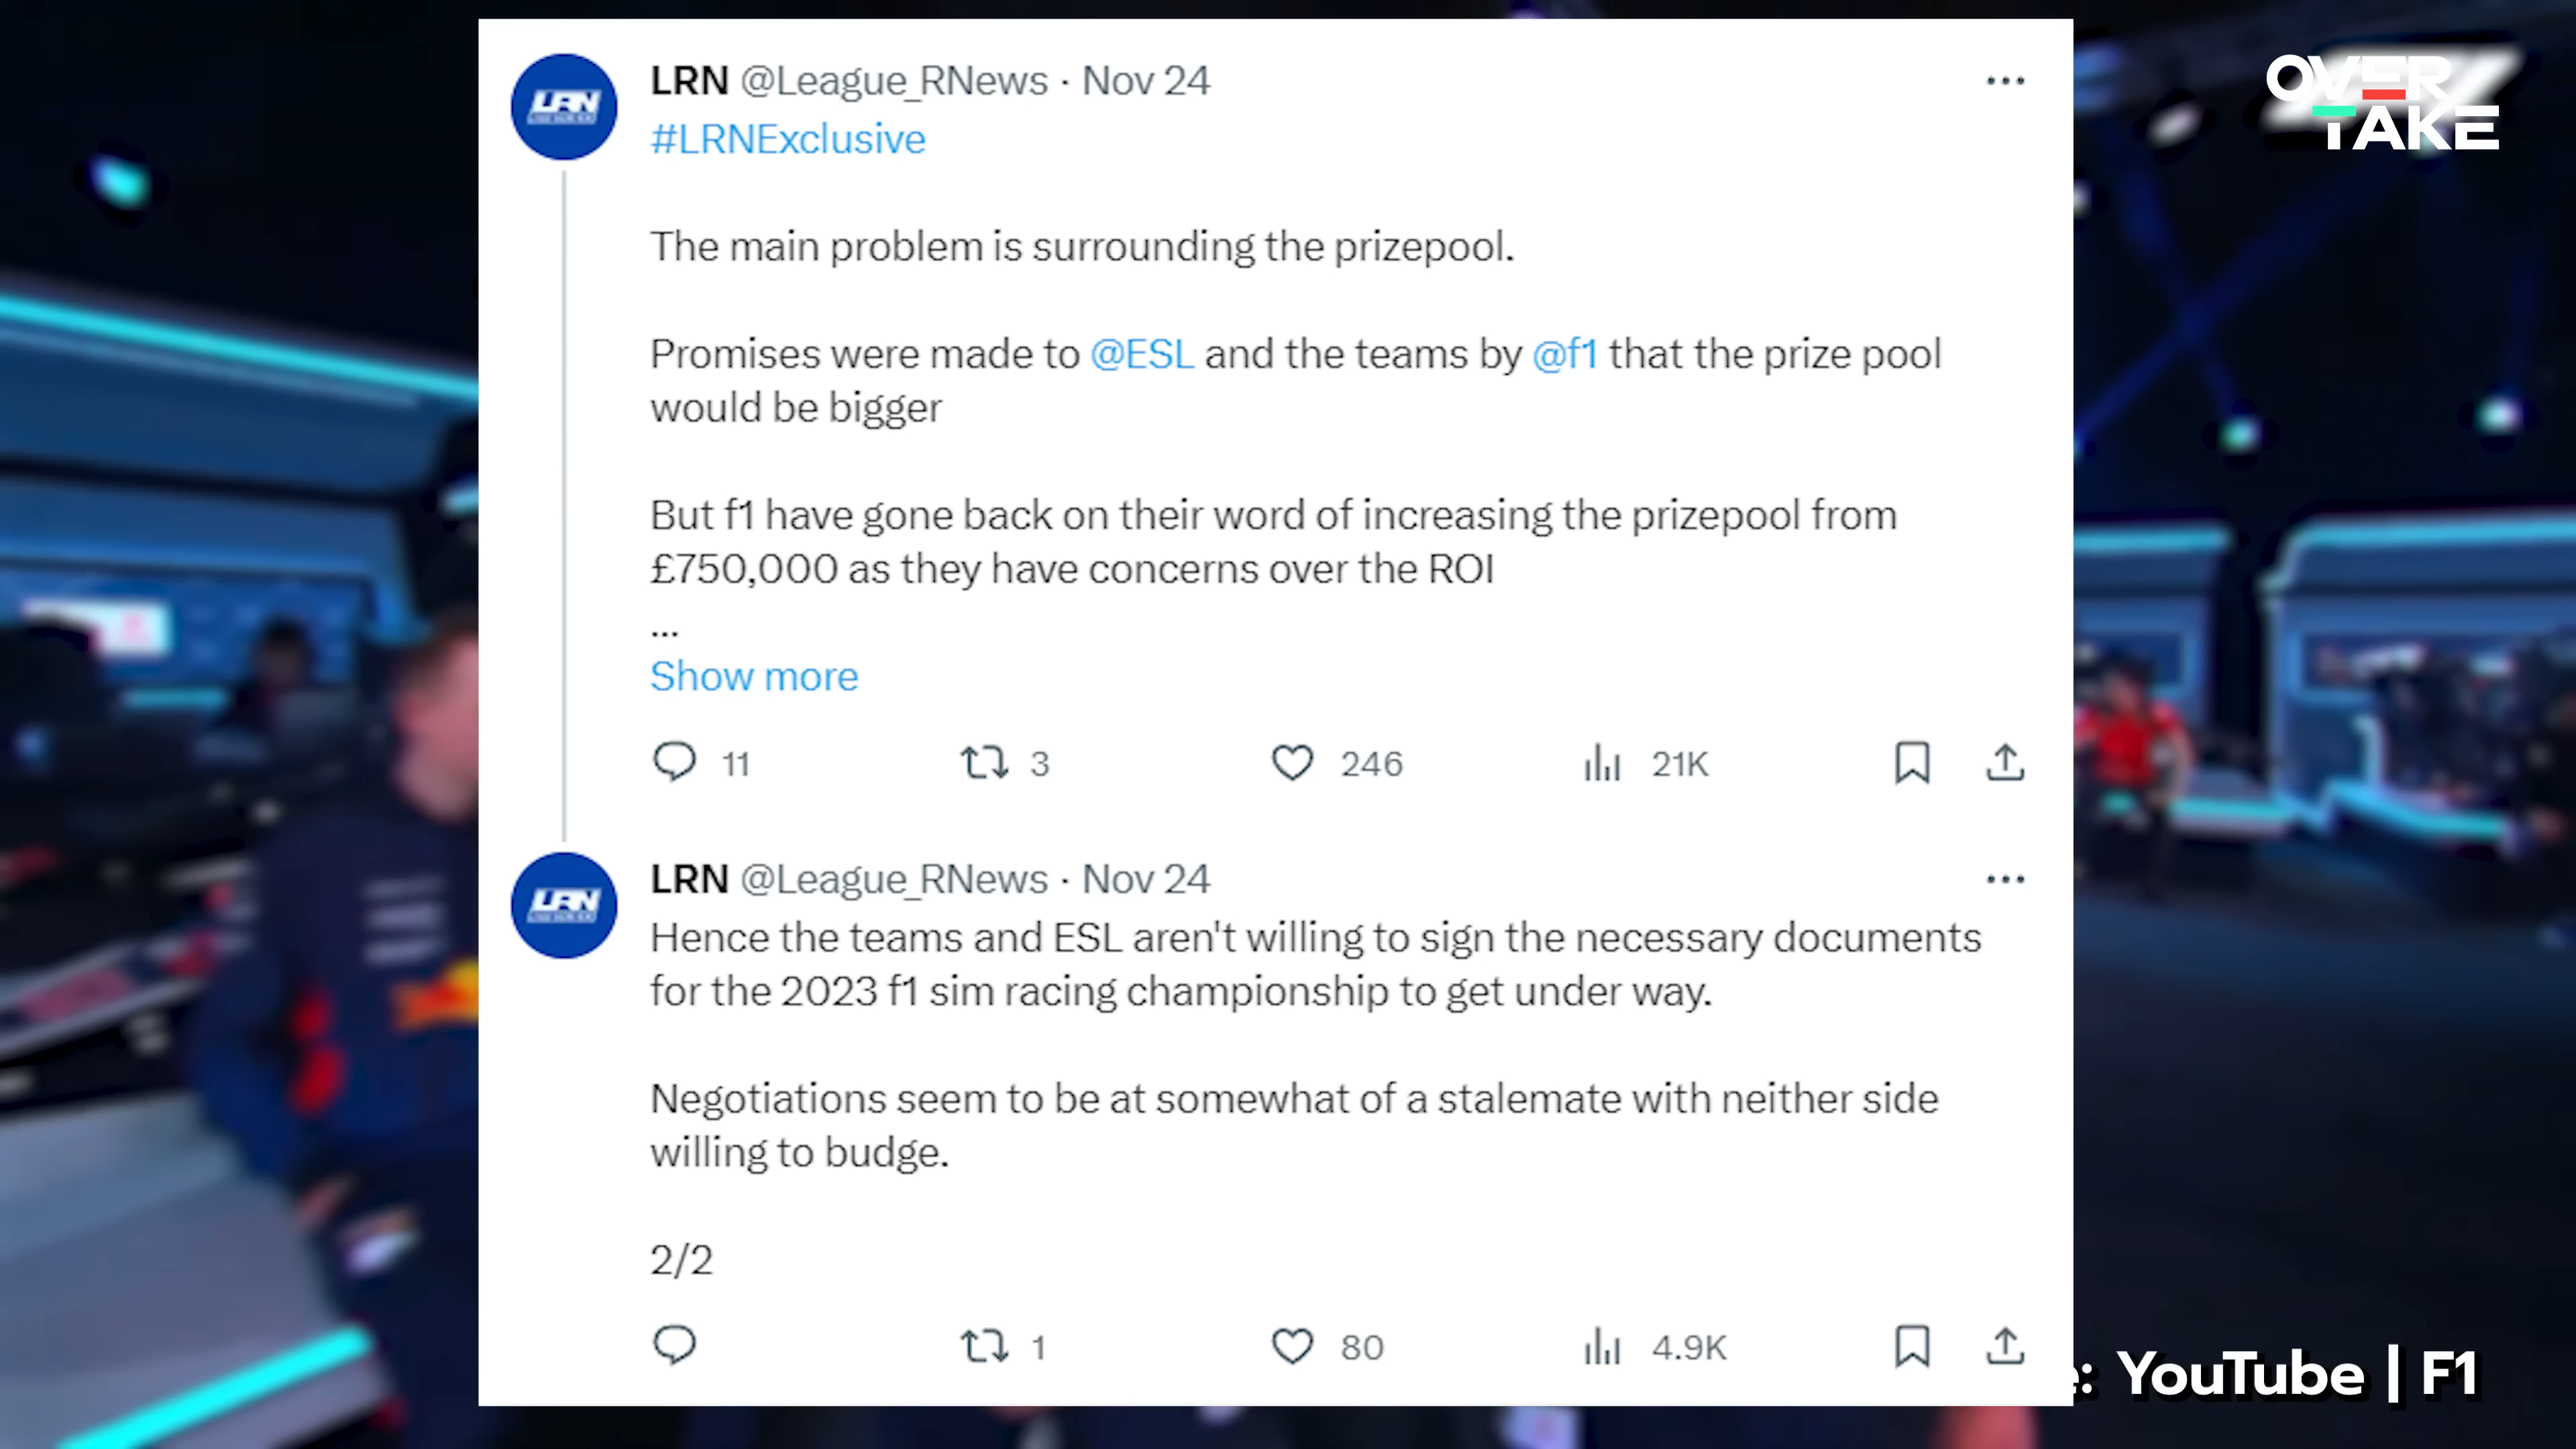 LRN @League_RNews · Nov 24
#LRNExclusive
The main problem is surrounding the prizepool.
Promises were made to @ESL and the teams by @f1 that the prize pool
would be bigger
But f1 have gone back on their word of increasing the prizepool from
£750,000 as they have concerns over the ROI
...
Show more
11 3 246 21K
LRN @League_RNews · Nov 24
Hence the teams and ESL aren't willing to sign the necessary documents
for the 2023 f1 sim racing championship to get under way.
Negotiations seem to be at somewhat of a stalemate with neither side
willing to budge.
2/2
1 80 4.9K
OVER
TAKE
LRN
LRN
e: YouTube | F1